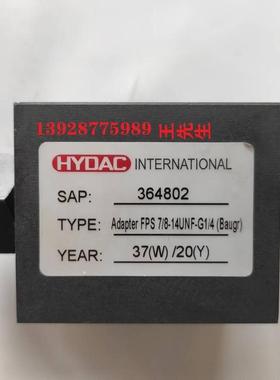 13928775989 王先生
HYDAC INTERNATIONAL
SAP: 364802
TYPE: Adapter FPS 7/8-14UNF-G1/4 (Baugr)
YEAR: 37(W) /20(Y)